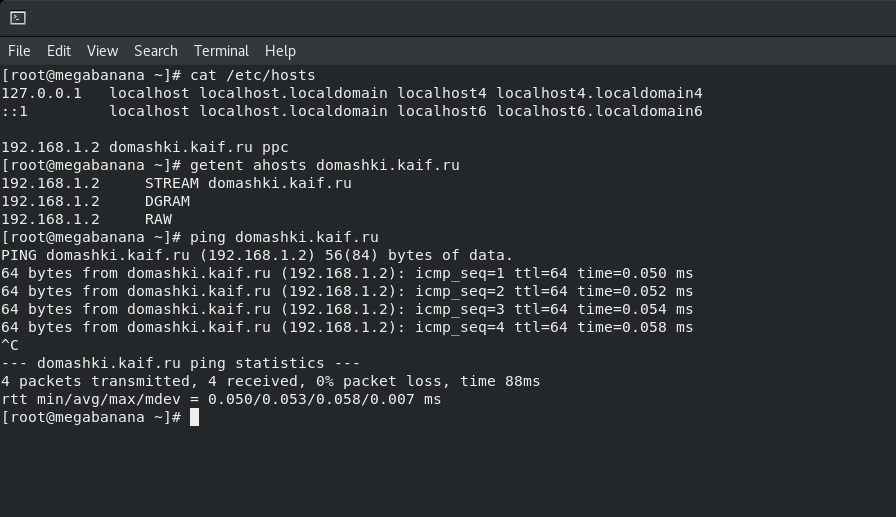 File Edit View Search Terminal Help
[root@megabanana ~]# cat /etc/hosts
127.0.0.1   localhost localhost.localdomain localhost4 localhost4.localdomain4
::1         localhost localhost.localdomain localhost6 localhost6.localdomain6

192.168.1.2 domashki.kaif.ru ppc
[root@megabanana ~]# getent ahosts domashki.kaif.ru
192.168.1.2     STREAM domashki.kaif.ru
192.168.1.2     DGRAM
192.168.1.2     RAW
[root@megabanana ~]# ping domashki.kaif.ru
PING domashki.kaif.ru (192.168.1.2) 56(84) bytes of data.
64 bytes from domashki.kaif.ru (192.168.1.2): icmp_seq=1 ttl=64 time=0.050 ms
64 bytes from domashki.kaif.ru (192.168.1.2): icmp_seq=2 ttl=64 time=0.052 ms
64 bytes from domashki.kaif.ru (192.168.1.2): icmp_seq=3 ttl=64 time=0.054 ms
64 bytes from domashki.kaif.ru (192.168.1.2): icmp_seq=4 ttl=64 time=0.058 ms
^C
--- domashki.kaif.ru ping statistics ---
4 packets transmitted, 4 received, 0% packet loss, time 88ms
rtt min/avg/max/mdev = 0.050/0.053/0.058/0.007 ms
[root@megabanana ~]#